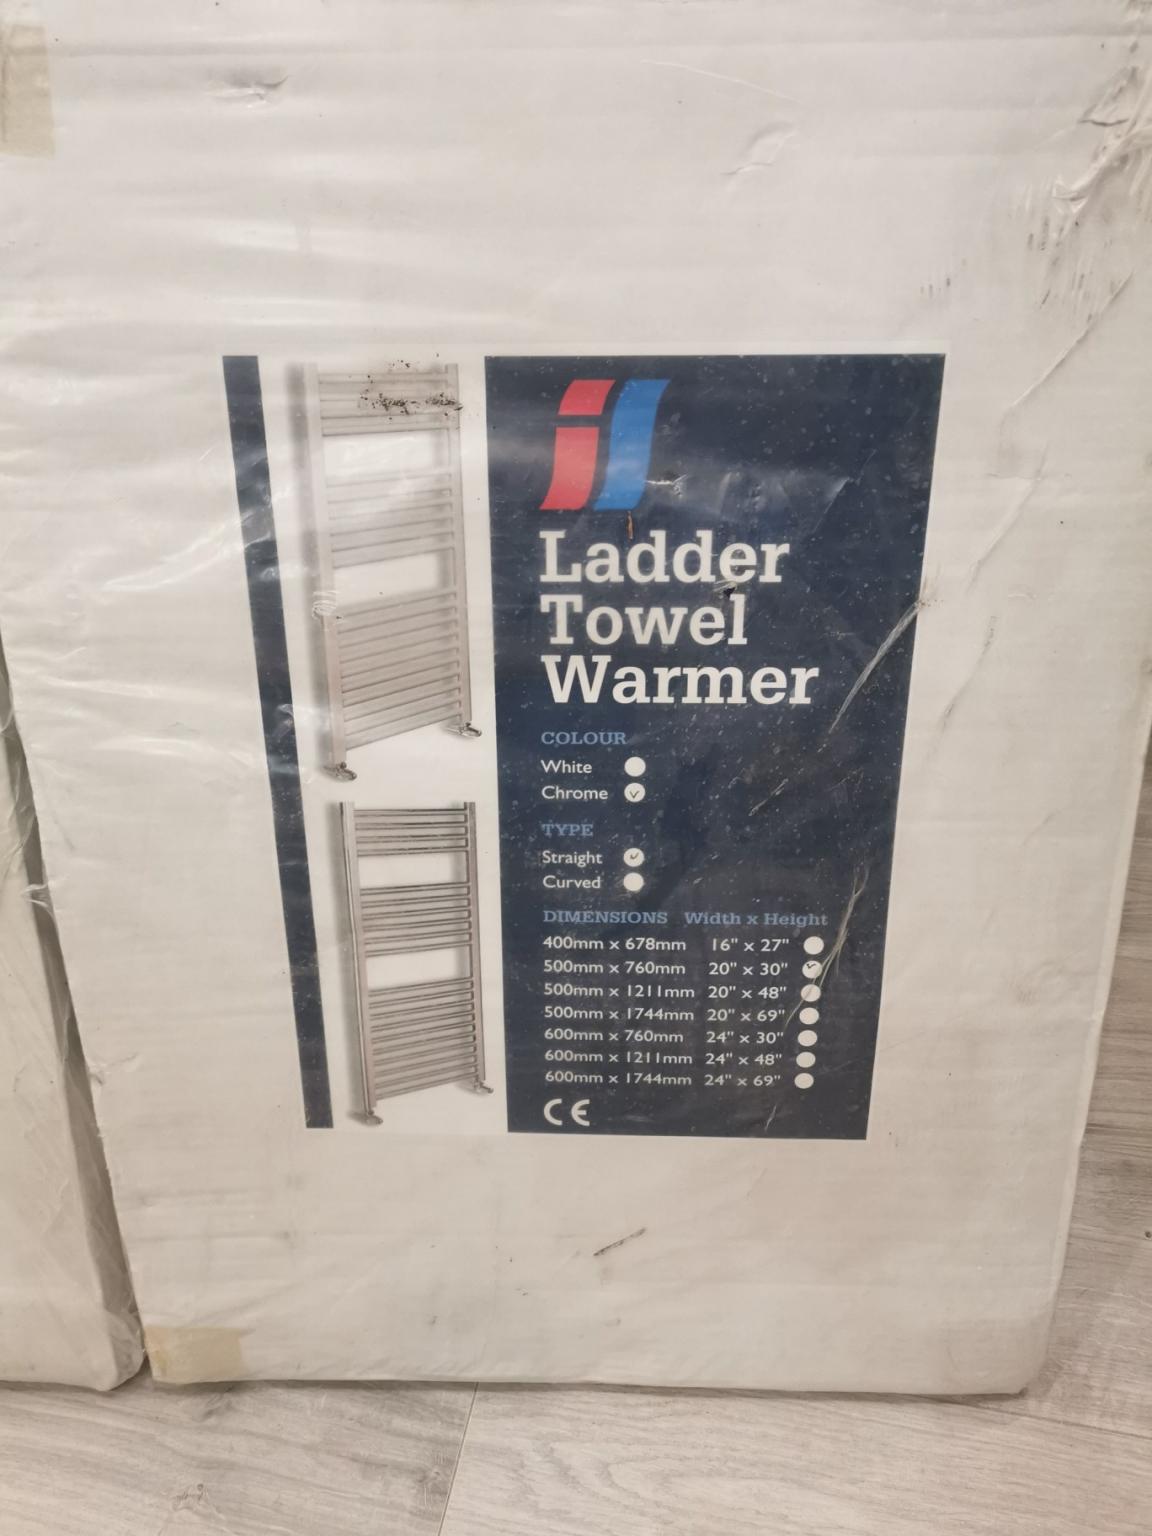 Ladder
Towel
Warmer
COLOUR
White
Chrome ✓
TYPE
Straight ✓
Curved
DIMENSIONS Width x Height
400mm x 678mm 16" x 27"
500mm x 760mm 20" x 30" ✓
500mm x 1211mm 20" x 48"
500mm x 1744mm 20" x 69"
600mm x 760mm 24" x 30"
600mm x 1211mm 24" x 48"
600mm x 1744mm 24" x 69"
CE